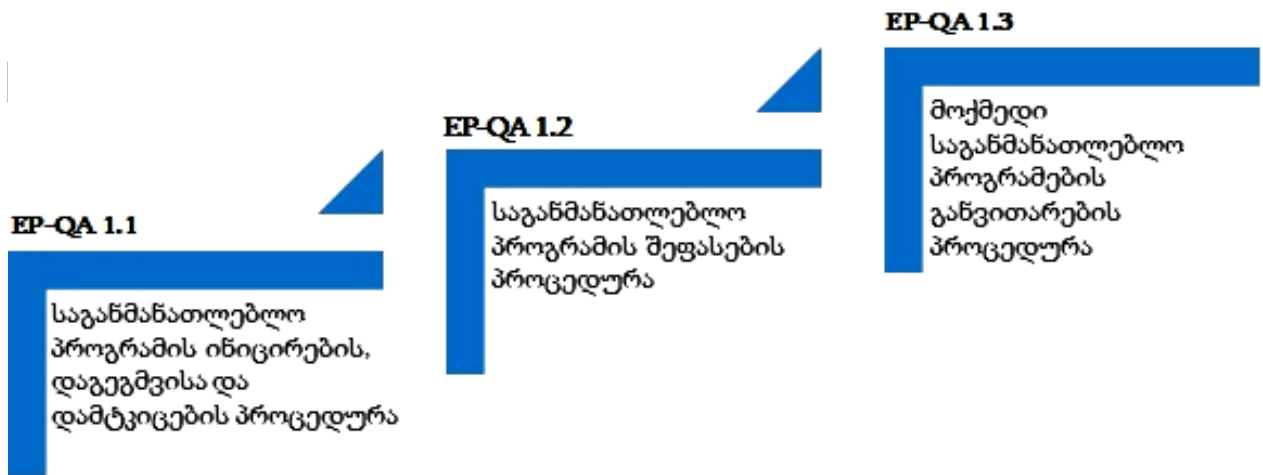 EP-QA 1.1
საგანმანათლებლო
პროგრამის ინიცირების,
დაგეგმვისა და
დამტკიცების პროცედურა
EP-QA 1.2
საგანმანათლებლო
პროგრამის შეფასების
პროცედურა
EP-QA 1.3
მოქმედი
საგანმანათლებლო
პროგრამების
განვითარების
პროცედურა